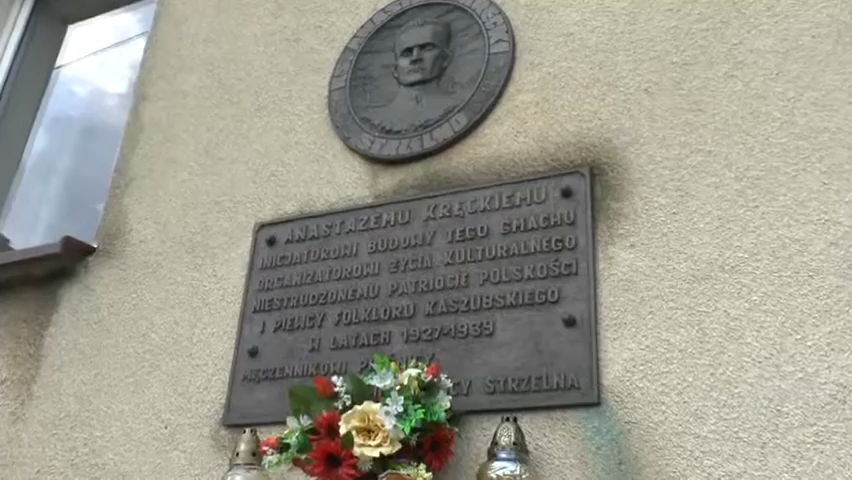 ANASTAZEMU KRĘCKIEMU
INICJATOROWI BUDOWY TEGO GMACHU
ORGANIZATOROWI ŻYCIA KULTURALNEGO
NIESTRUDZONEMU PATRIOCIE POLSKOŚCI
I PIEWCY FOLKLORU KASZUBSKIEGO
W LATACH 1927-1939
MĘCZENNIKOWI
STRZELNA